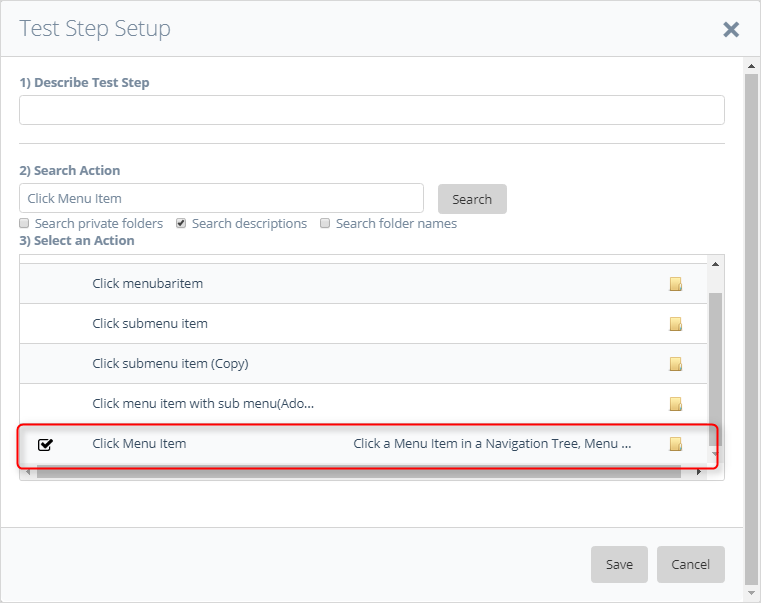 Test Step Setup
1) Describe Test Step
2) Search Action
Click Menu Item
Search
Search private folders Search descriptions Search folder names
3) Select an Action
Click menubaritem
Click submenu item
Click submenu item (Copy)
Click menu item with sub menu(Ado...
Click Menu Item Click a Menu Item in a Navigation Tree, Menu ...
Save Cancel